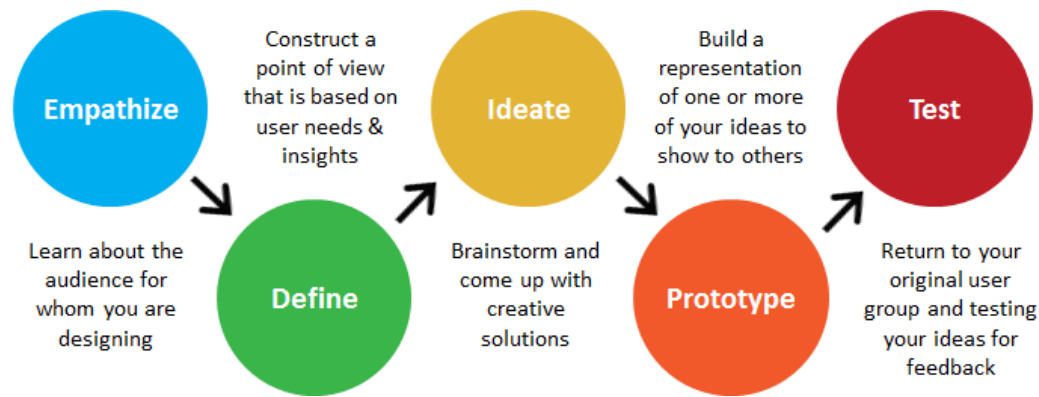 Empathize
Learn about the
audience for
whom you are
designing
Construct a
point of view
that is based on
user needs &
insights
Define
Ideate
Brainstorm and
come up with
creative
solutions
Build a
representation
of one or more
of your ideas to
show to others
Prototype
Test
Return to your
original user
group and testing
your ideas for
feedback